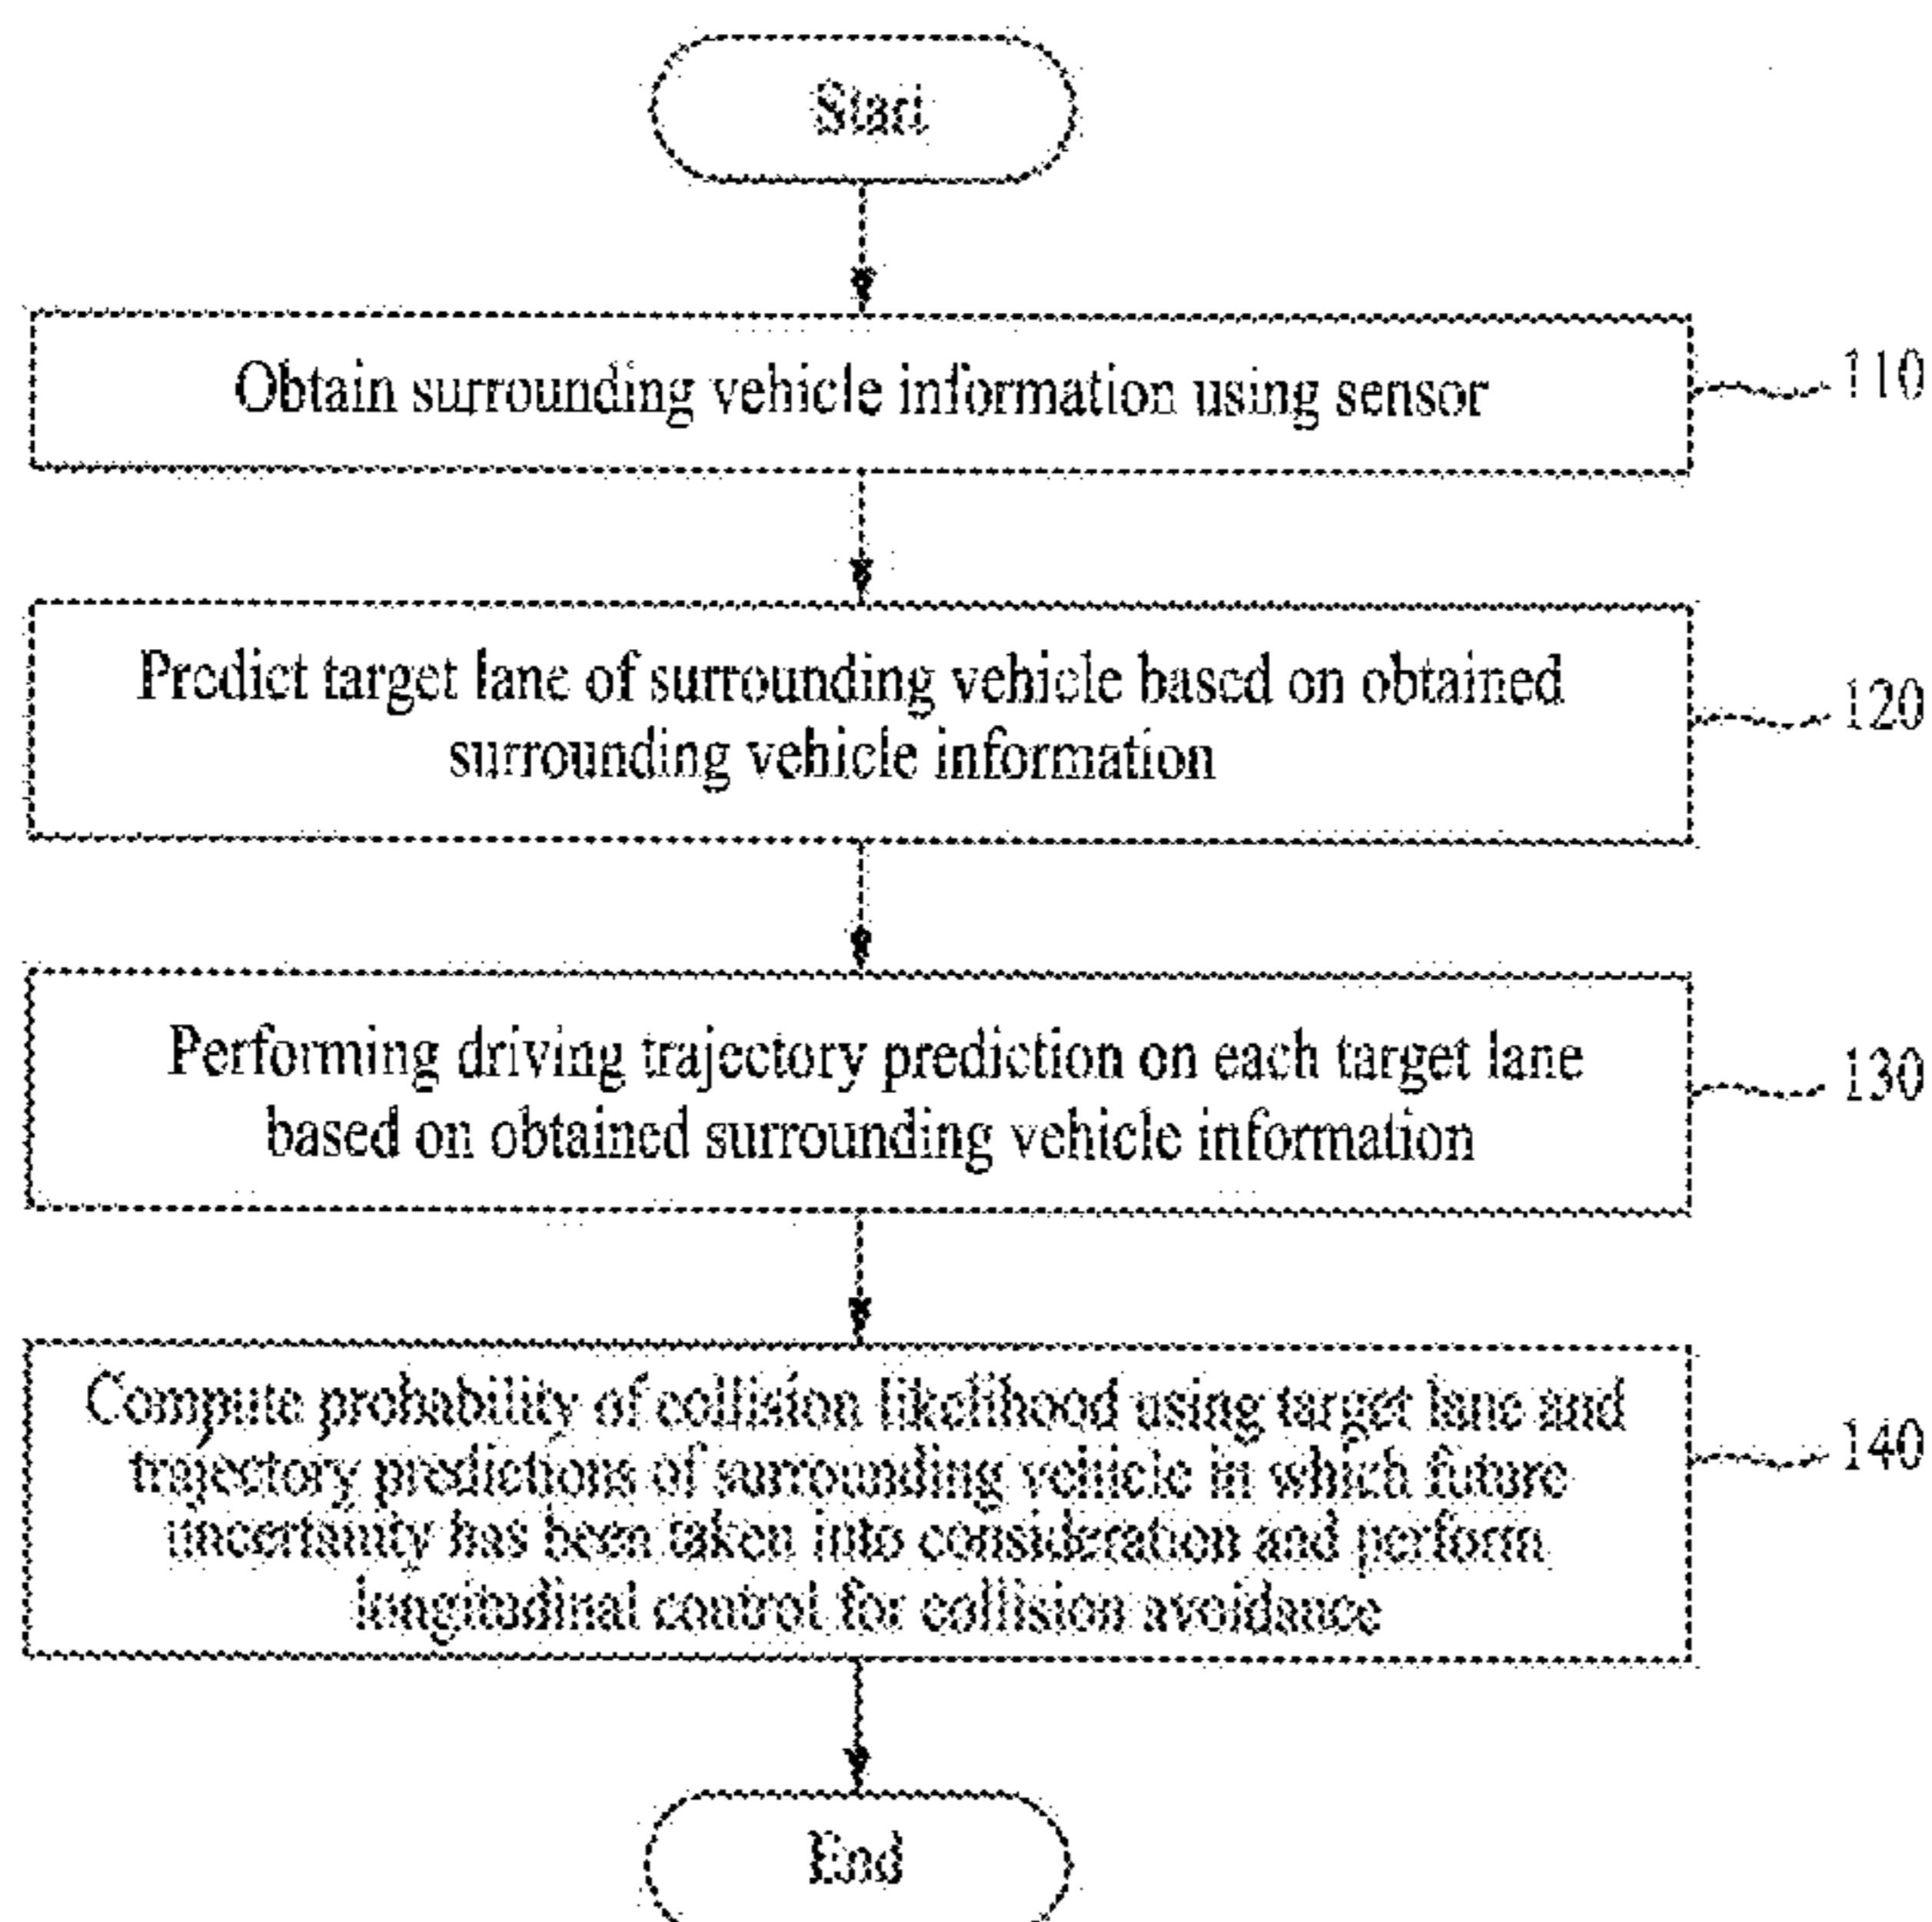 Start
Obtain surrounding vehicle information using sensor
110
Predict target lane of surrounding vehicle based on obtained
surrounding vehicle information
120
Performing driving trajectory prediction on each target lane
based on obtained surrounding vehicle information
130
Compute probability of collision likelihood using target lane and
trajectory predictions of surrounding vehicle in which future
uncertainty has been taken into consideration and perform
longitudinal control for collision avoidance
140
End